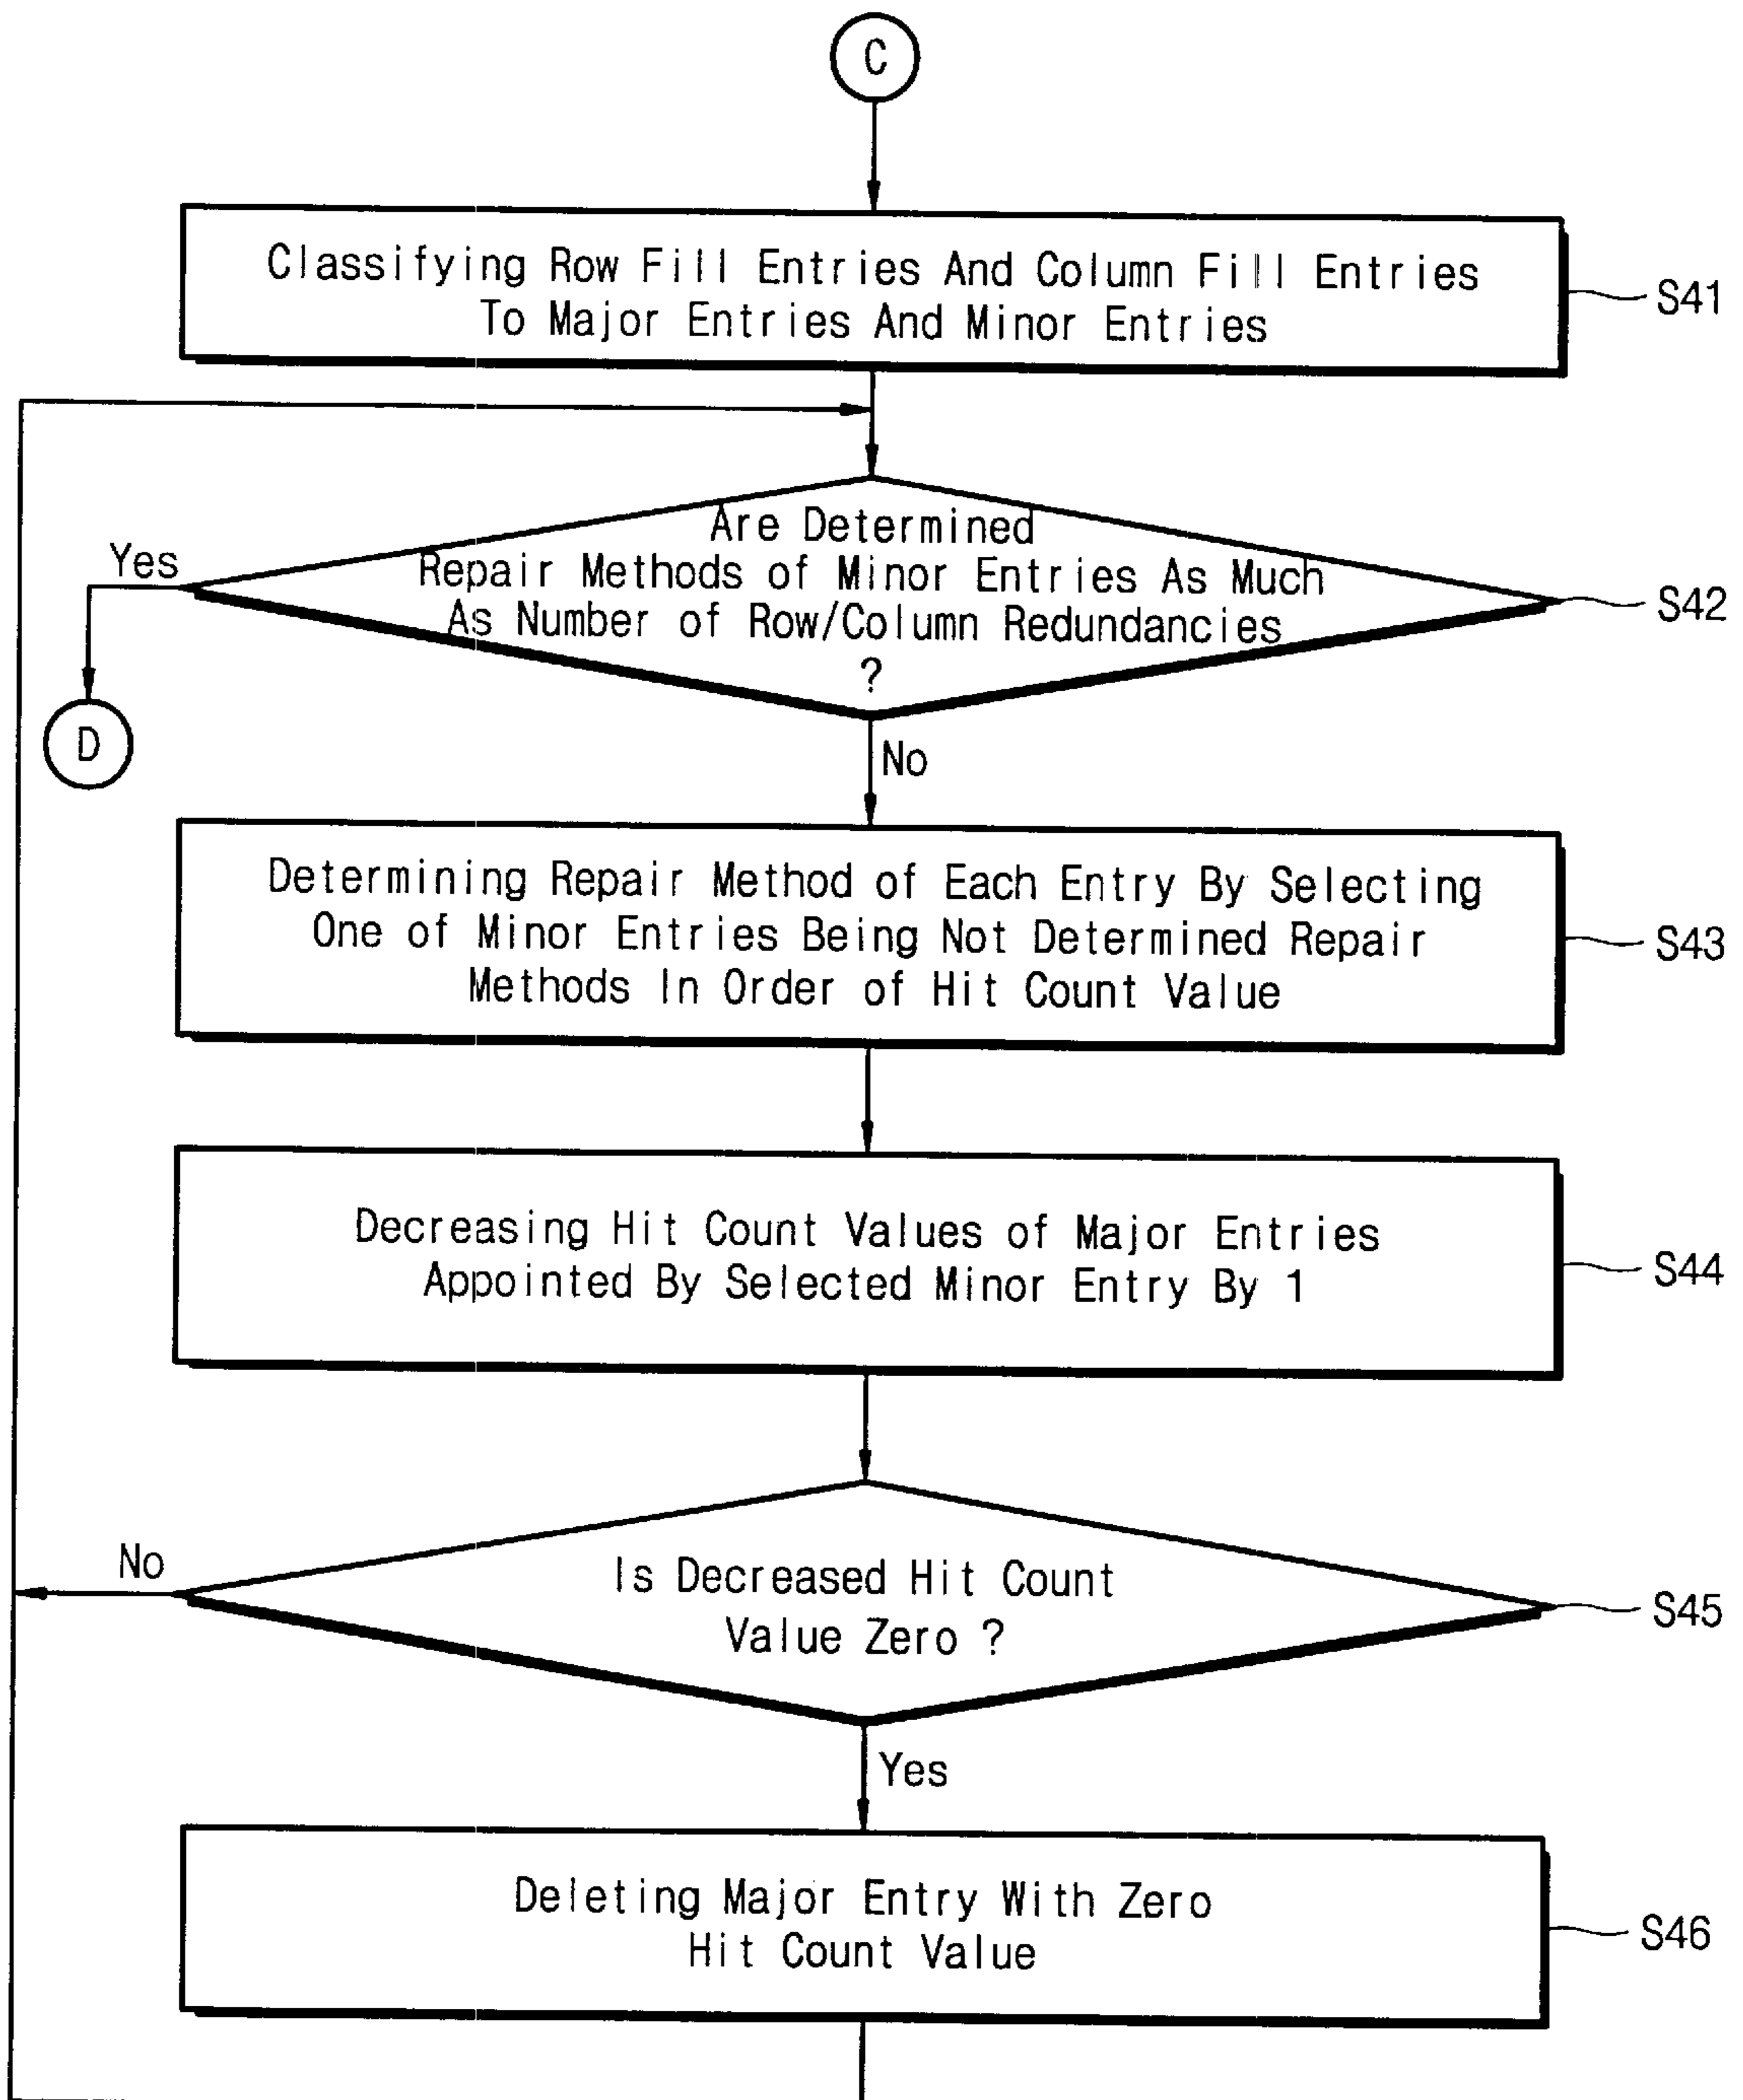 C
Classifying Row Fill Entries And Column Fill Entries
To Major Entries And Minor Entries
S41
Are Determined
Repair Methods of Minor Entries As Much
As Number of Row/Column Redundancies
?
S42
Yes
D
No
Determining Repair Method of Each Entry By Selecting
One of Minor Entries Being Not Determined Repair
Methods In Order of Hit Count Value
S43
Decreasing Hit Count Values of Major Entries
Appointed By Selected Minor Entry By 1
S44
No
Is Decreased Hit Count
Value Zero ?
S45
Yes
Deleting Major Entry With Zero
Hit Count Value
S46